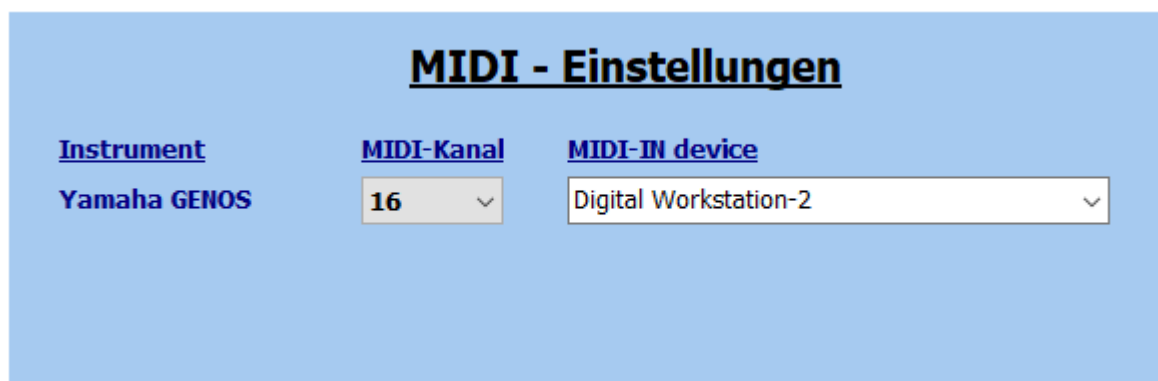 MIDI - Einstellungen
Instrument MIDI-Kanal MIDI-IN device
Yamaha GENOS 16 Digital Workstation-2